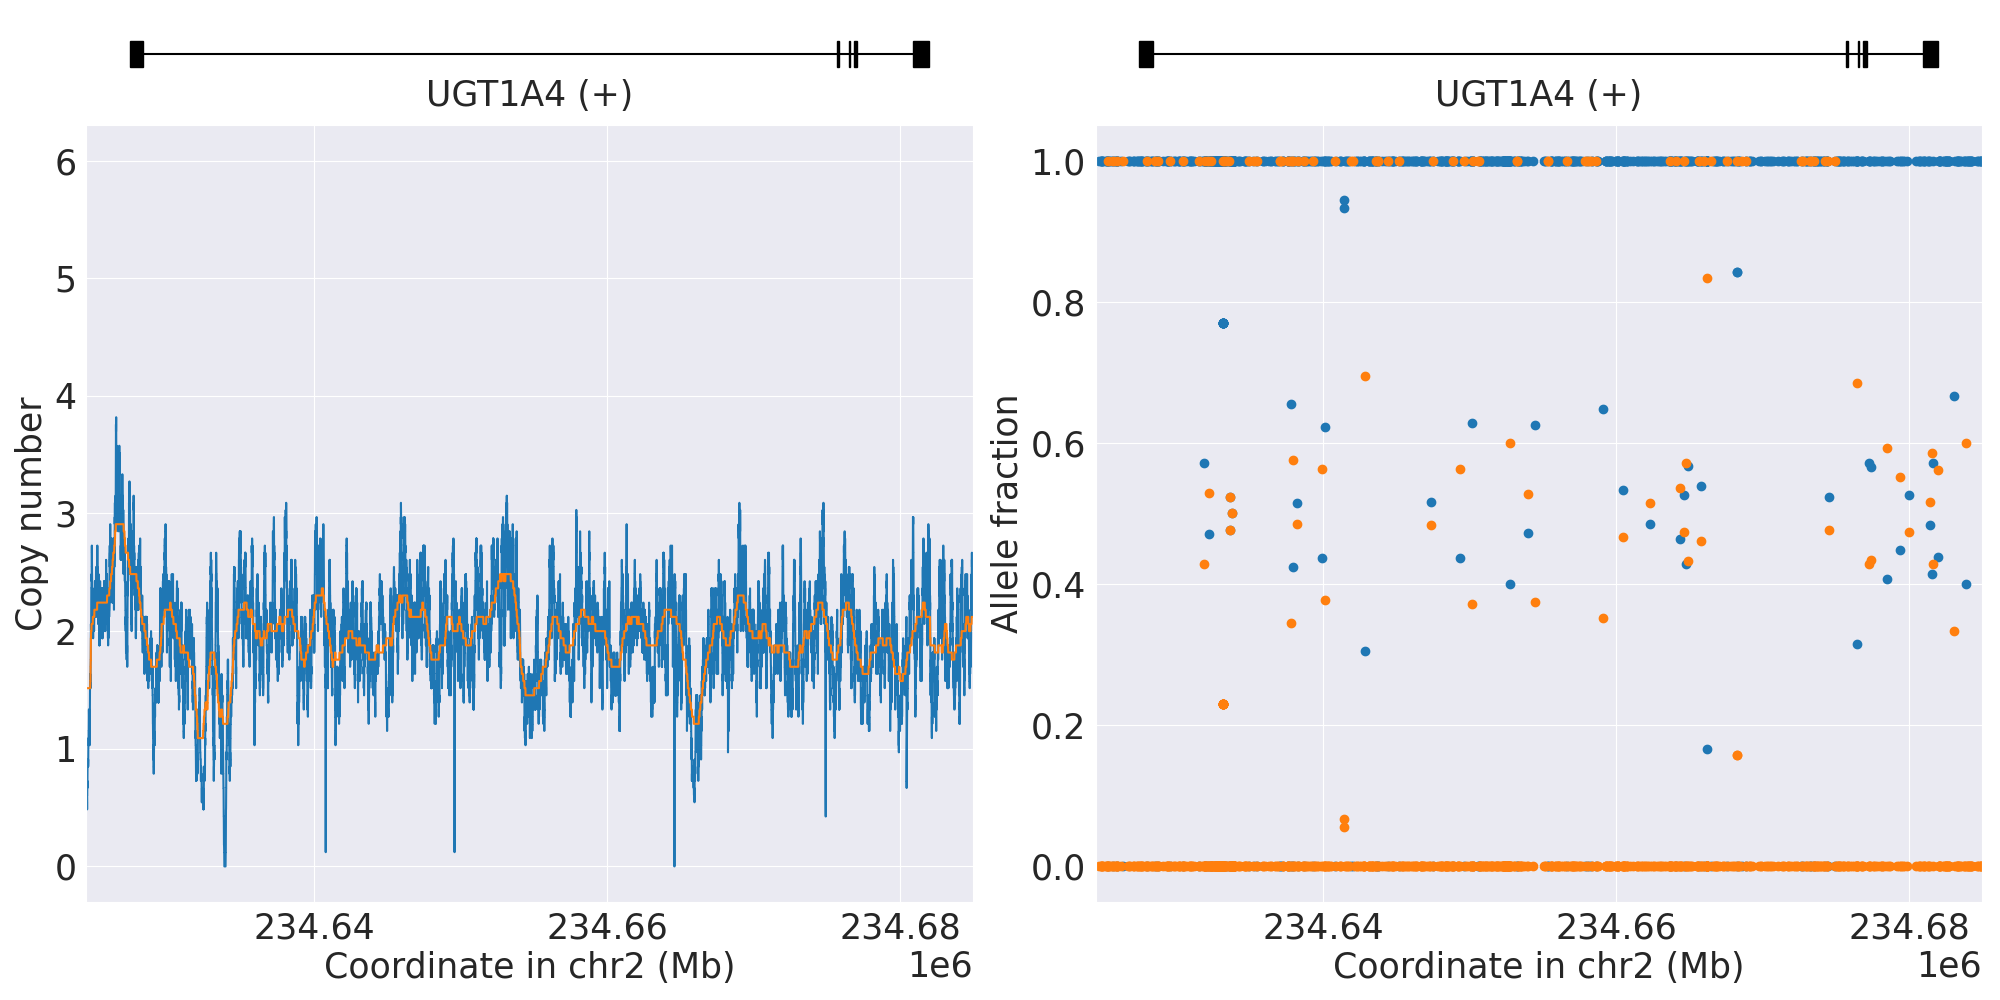 UGT1A4 (+)
6
5
4
3
2
1
0
Copy number
234.64
234.66
234.68
1e6
Coordinate in chr2 (Mb)
UGT1A4 (+)
1.0
0.8
0.6
0.4
0.2
0.0
Allele fraction
234.64
234.66
234.68
1e6
Coordinate in chr2 (Mb)